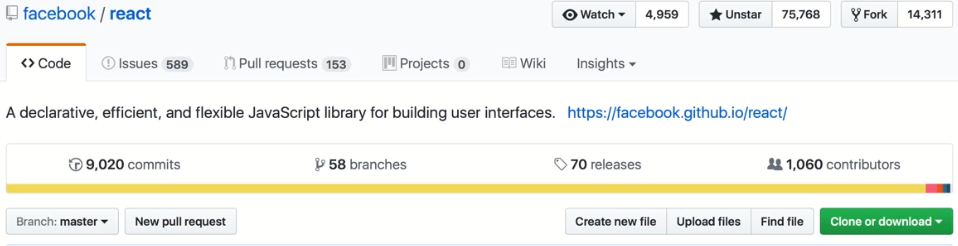 facebook / react Watch 4,959 Unstar 75,768 Fork 14,311
Code Issues 589 Pull requests 153 Projects 0 Wiki Insights
A declarative, efficient, and flexible JavaScript library for building user interfaces. https://facebook.github.io/react/
9,020 commits 58 branches 70 releases 1,060 contributors
Branch: master New pull request Create new file Upload files Find file Clone or download